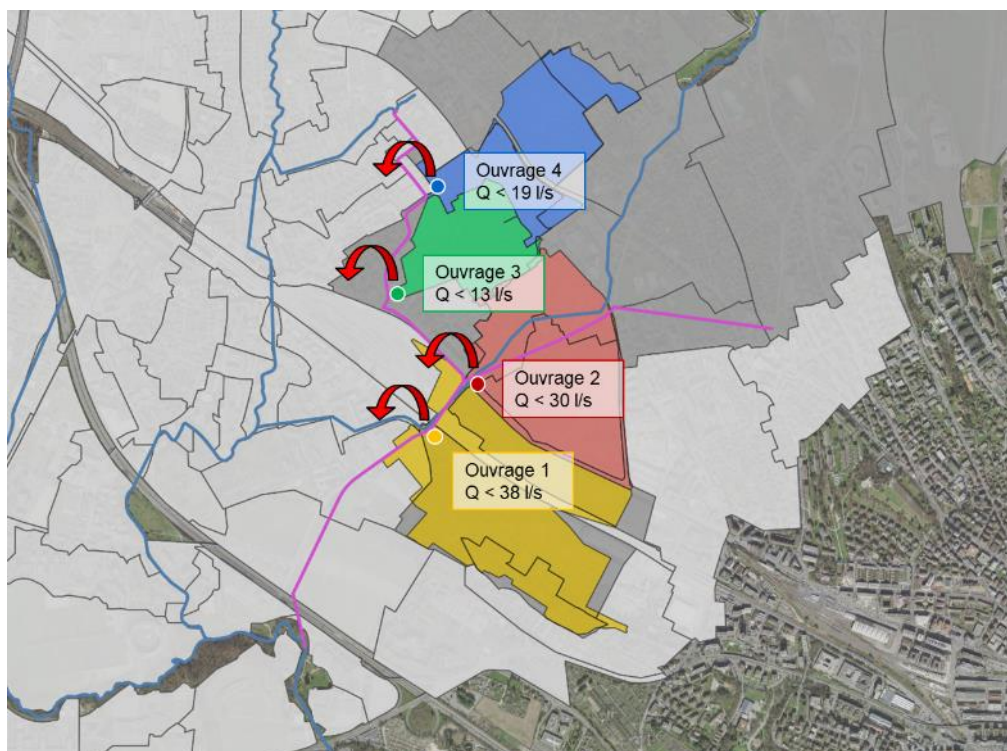 Ouvrage 4
Q < 19 l/s
Ouvrage 3
Q < 13 l/s
Ouvrage 2
Q < 30 l/s
Ouvrage 1
Q < 38 l/s